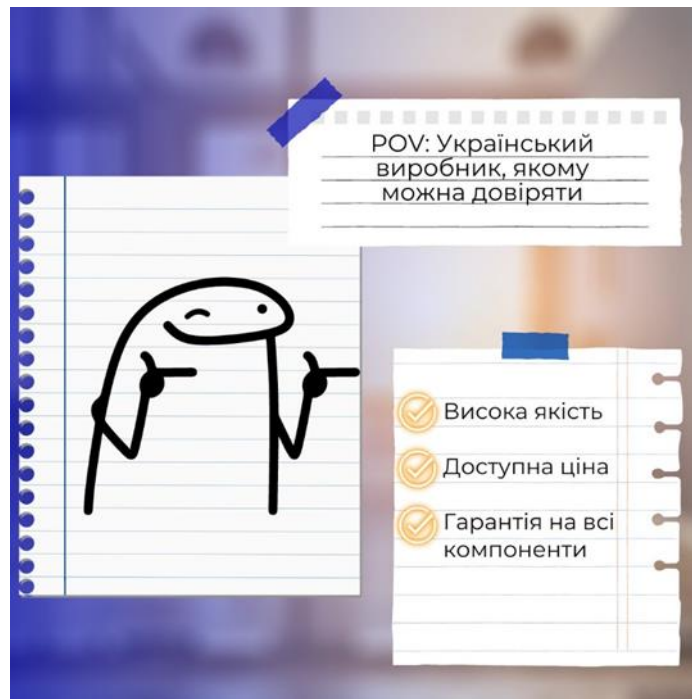 POV: Український
виробник, якому
можна довіряти
Висока якість
Доступна ціна
Гарантія на всі
компоненти